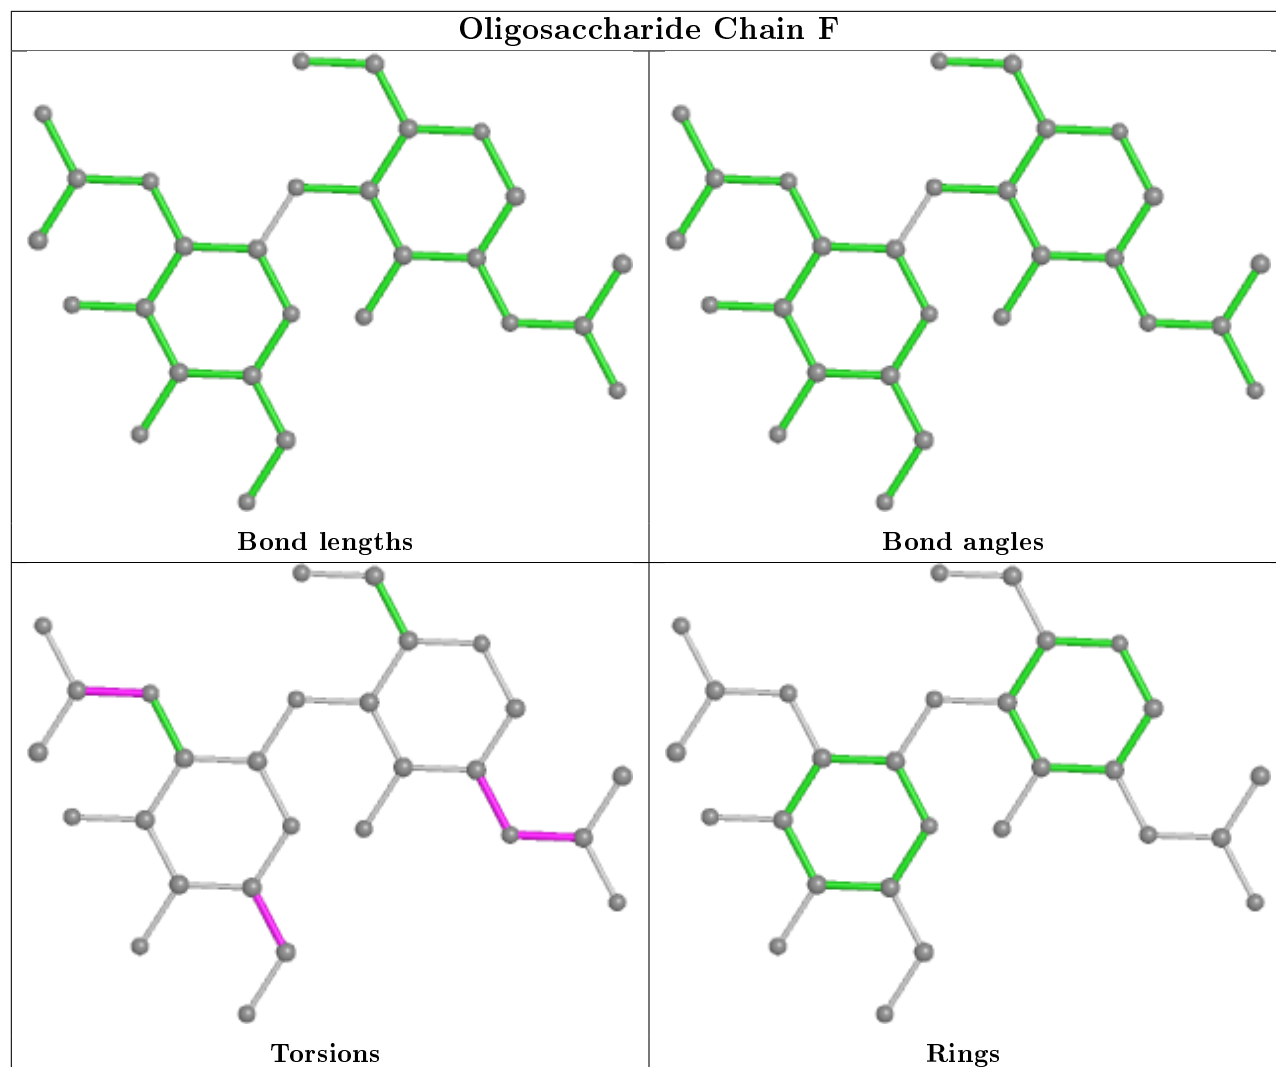 Oligosaccharide Chain F
Bond lengths
Bond angles
Torsions
Rings